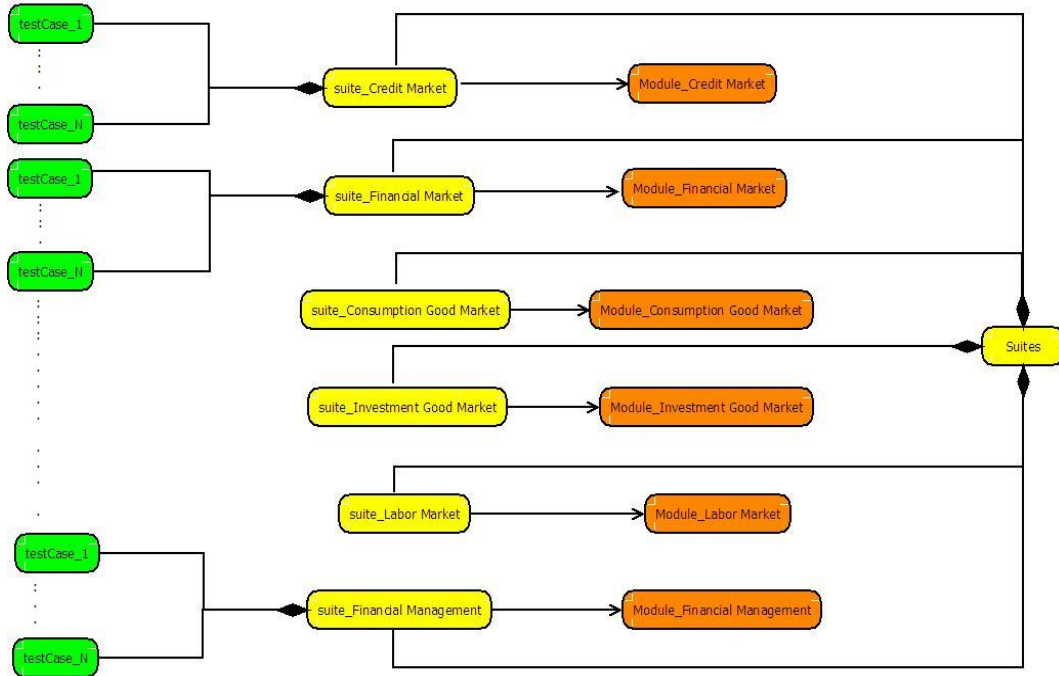 testCase_1
testCase_N
suite_Credit Market
Module_Credit Market
testCase_1
testCase_N
suite_Financial Market
Module_Financial Market
suite_Consumption Good Market
Module_Consumption Good Market
Suites
suite_Investment Good Market
Module_Investment Good Market
suite_Labor Market
Module_Labor Market
testCase_1
testCase_N
suite_Financial Management
Module_Financial Management